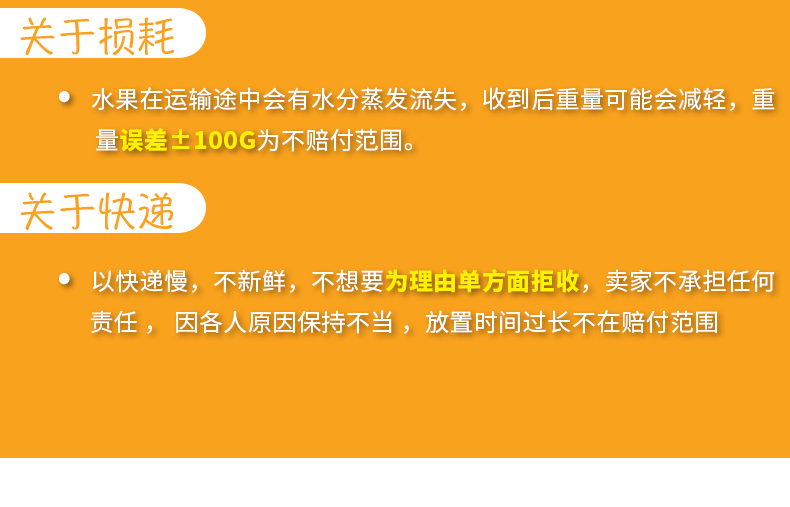 关于损耗
水果在运输途中会有水分蒸发流失，收到后重量可能会减轻，重
量误差±100G为不赔付范围。
关于快递
以快递慢，不新鲜，不想要为理由单方面拒收，卖家不承担任何
责任 ， 因各人原因保持不当 ，放置时间过长不在赔付范围